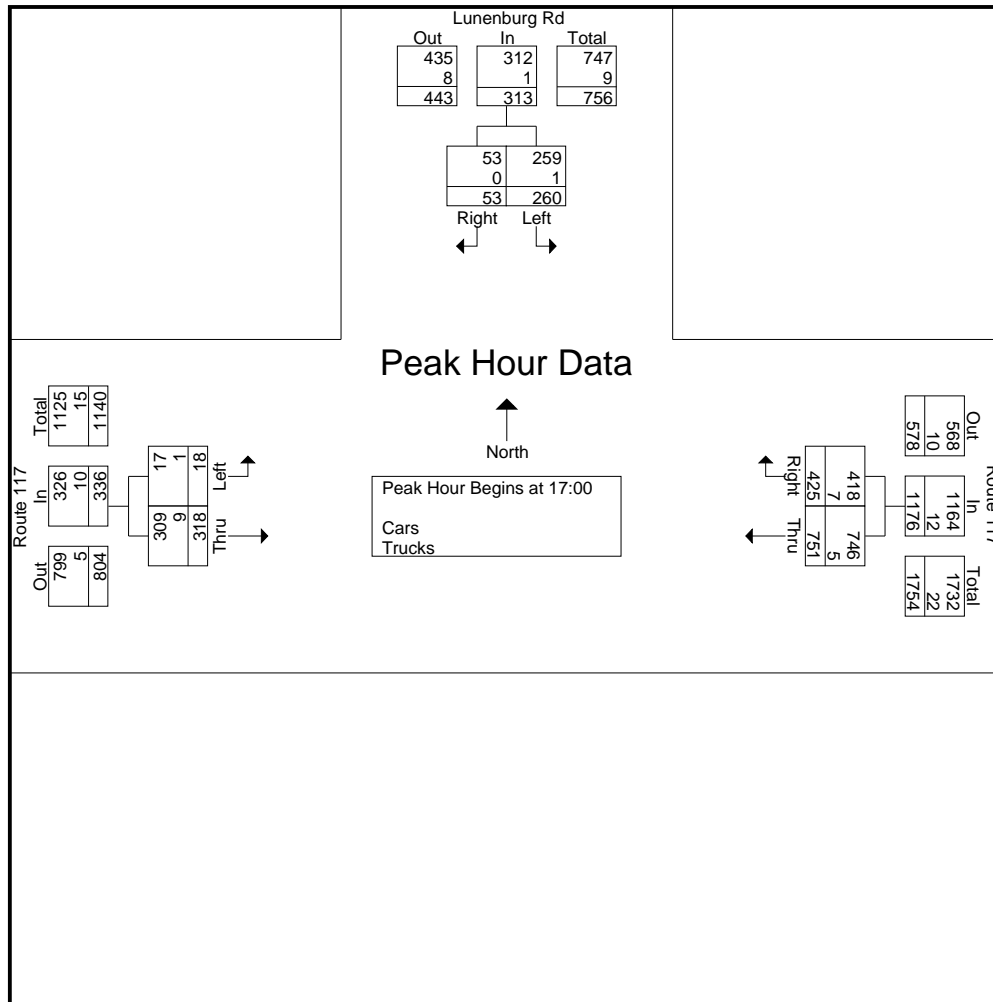 Lunenburg Rd
Out In Total
435 312 747
8 1 9
443 313 756
53 259
0 1
53 260
Right Left
Peak Hour Data
North
Peak Hour Begins at 17:00
Cars
Trucks
Route 117
Total In Out
1125 326 799
15 10 5
1140 336 804
17 309
1 9
18 318
Left Thru
Route 117
Out In Total
568 1164 1732
10 12 22
578 1176 1754
418 746
7 5
425 751
Right Thru